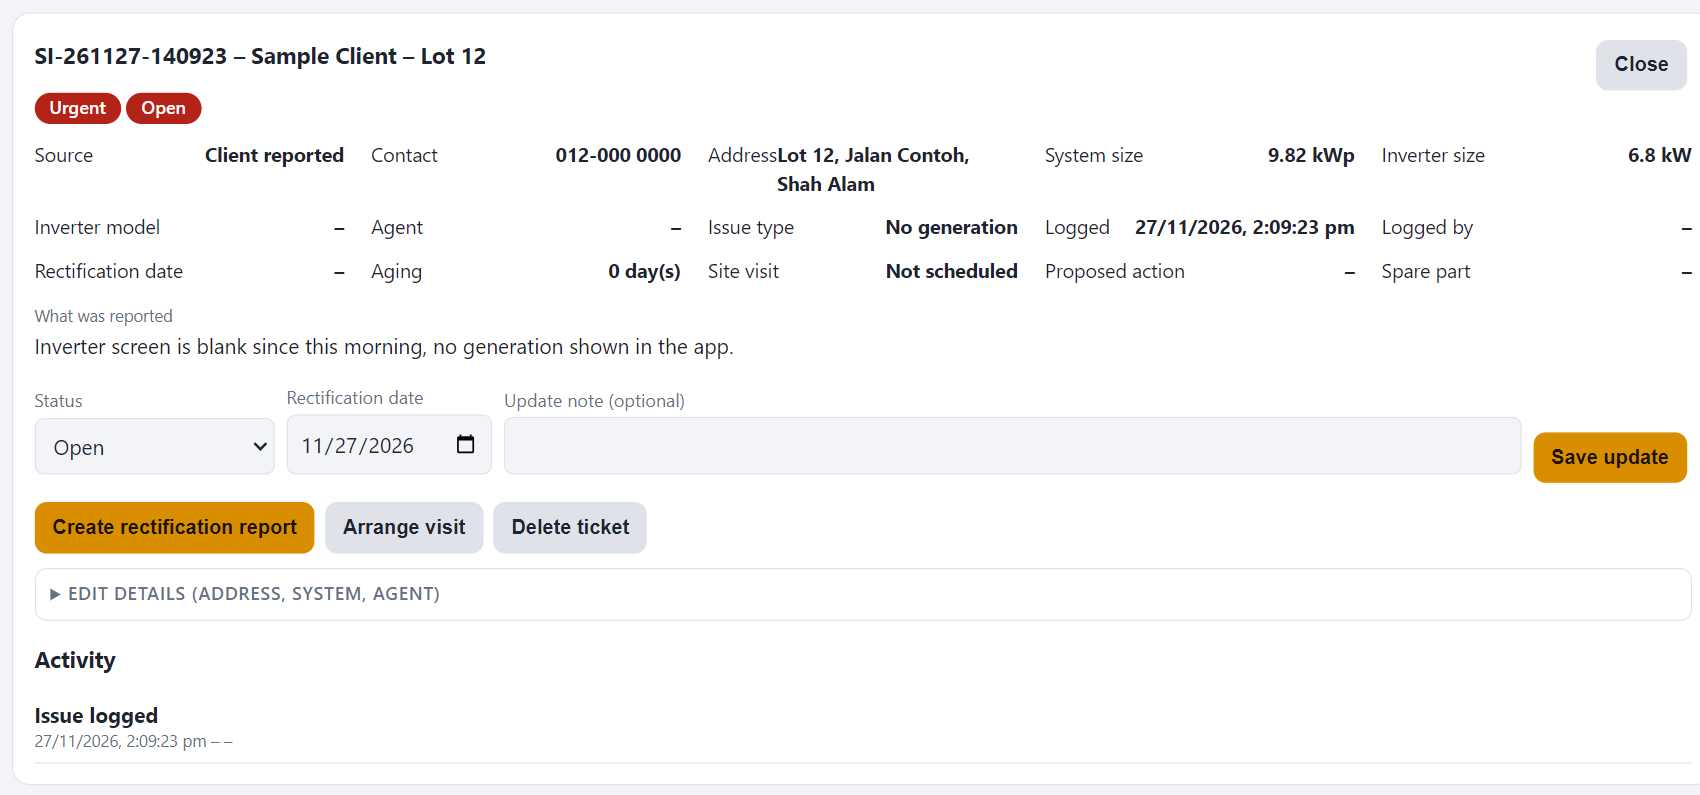 SI-261127-140923 – Sample Client – Lot 12
Close
Urgent Open
Source Client reported Contact 012-000 0000 Address Lot 12, Jalan Contoh, System size 9.82 kWp Inverter size 6.8 kW
Shah Alam
Inverter model – Agent – Issue type No generation Logged 27/11/2026, 2:09:23 pm Logged by –
Rectification date – Aging 0 day(s) Site visit Not scheduled Proposed action – Spare part –
What was reported
Inverter screen is blank since this morning, no generation shown in the app.
Status Rectification date Update note (optional)
Open 11/27/2026 Save update
Create rectification report Arrange visit Delete ticket
▶ EDIT DETAILS (ADDRESS, SYSTEM, AGENT)
Activity
Issue logged
27/11/2026, 2:09:23 pm – –